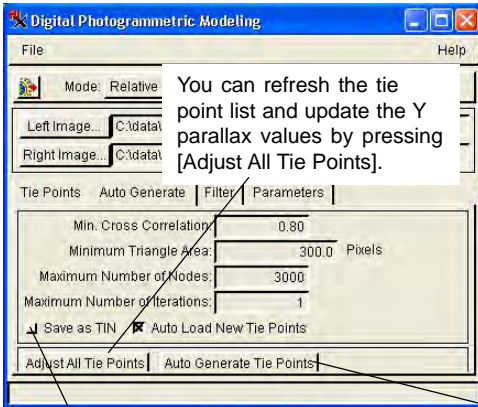 Digital Photogrammetric Modeling
File Help
Mode: Relative
You can refresh the tie
point list and update the Y
parallax values by pressing
[Adjust All Tie Points].
Left Image... C:\data\
Right Image... C:\data\
Tie Points Auto Generate Filter Parameters
Min. Cross Correlation: 0.80
Minimum Triangle Area: 300.0 Pixels
Maximum Number of Nodes: 3000
Maximum Number of Iterations: 1
Save as TIN Auto Load New Tie Points
Adjust All Tie Points Auto Generate Tie Points